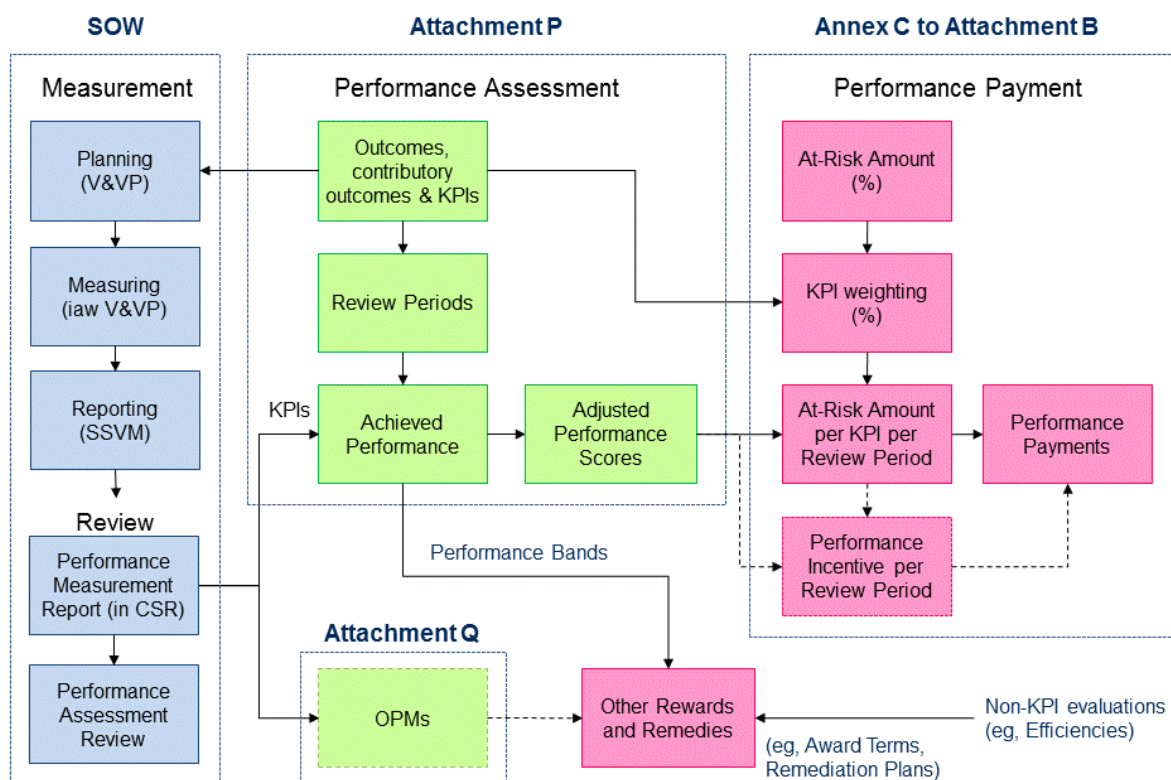 SOW
Measurement
Planning
(V&VP)
Measuring
(iaw V&VP)
Reporting
(SSVM)
Review
Performance
Measurement
Report (in CSR)
Performance
Assessment
Review
Attachment P
Performance Assessment
Outcomes,
contributory
outcomes & KPIs
Review Periods
KPIs
Achieved
Performance
Adjusted
Performance
Scores
Performance Bands
Attachment Q
OPMs
Other Rewards
and Remedies
(eg, Award Terms,
Remediation Plans)
Non-KPI evaluations
(eg, Efficiencies)
Annex C to Attachment B
Performance Payment
At-Risk Amount
(%)
KPI weighting
(%)
At-Risk Amount
per KPI per
Review Period
Performance
Payments
Performance
Incentive per
Review Period